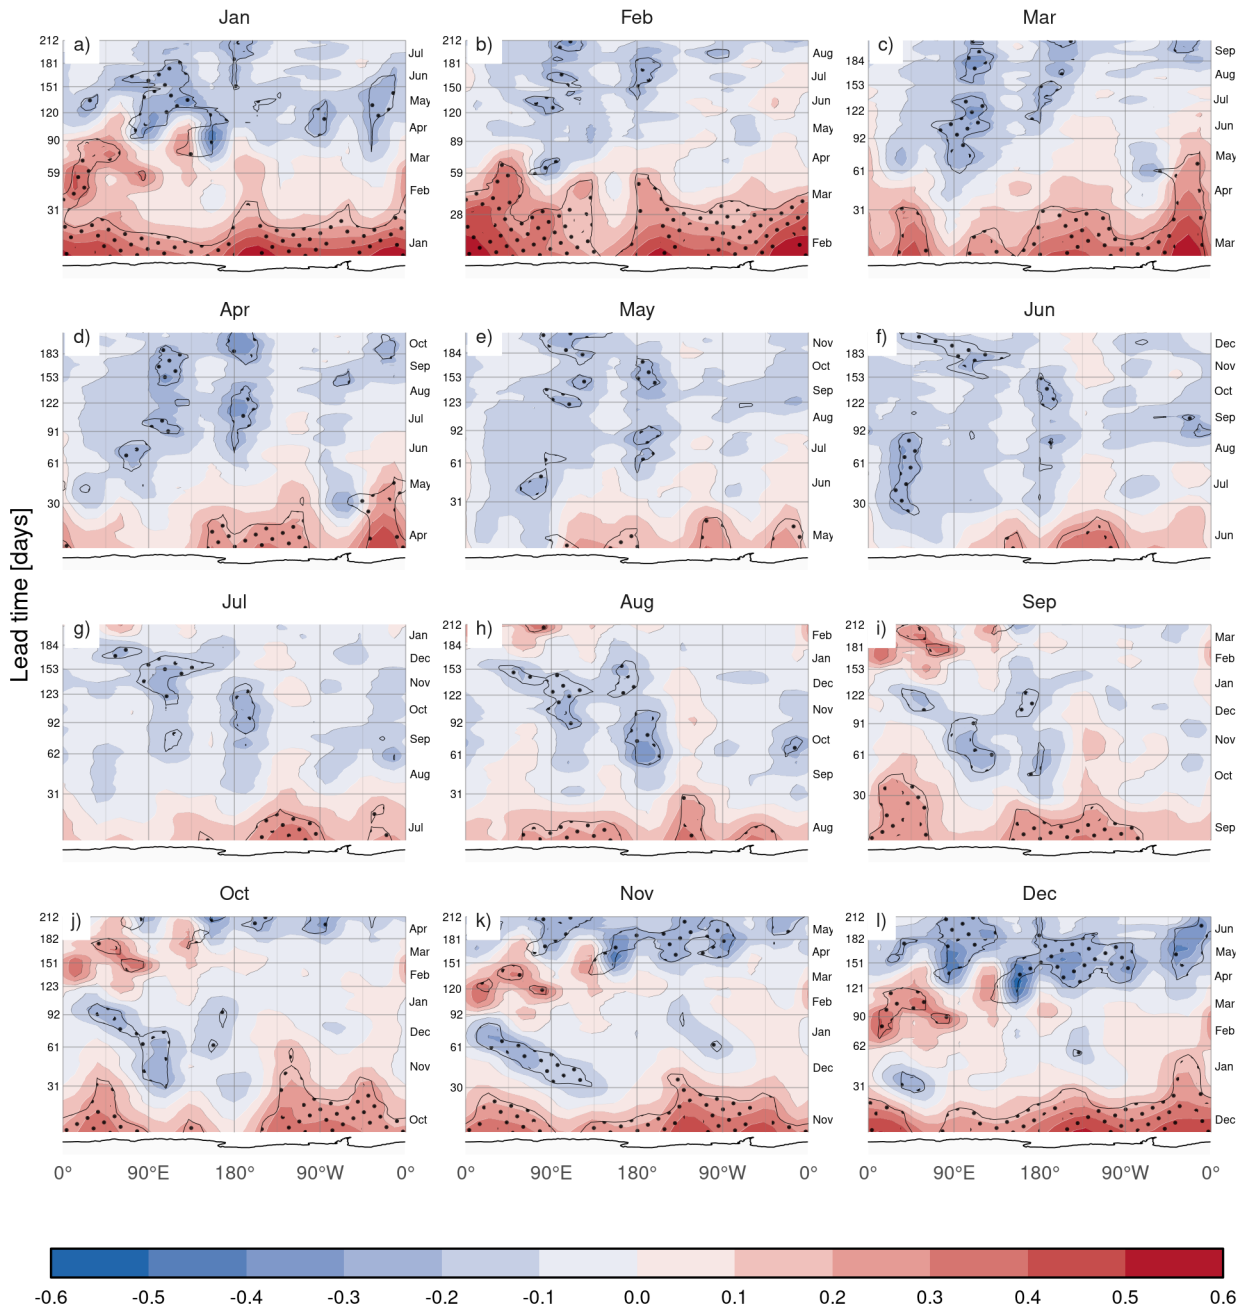 Jan
Feb
Mar
a)
b)
c)
212
181
151
120
90
59
31
Jul
Jun
May
Apr
Mar
Feb
Jan
212
181
150
120
89
59
28
Aug
Jul
Jun
May
Apr
Mar
Feb
184
153
122
92
61
31
Sep
Aug
Jul
Jun
May
Apr
Mar
Apr
May
Jun
d)
e)
f)
183
153
122
91
61
30
Oct
Sep
Aug
Jul
Jun
May
Apr
184
153
123
92
61
31
Nov
Oct
Sep
Aug
Jul
Jun
May
183
153
122
92
61
30
Dec
Nov
Oct
Sep
Aug
Jul
Jun
Lead time [days]
Jul
Aug
Sep
g)
h)
i)
184
153
123
92
62
31
Jan
Dec
Nov
Oct
Sep
Aug
Jul
212
184
153
122
92
61
31
Feb
Jan
Dec
Nov
Oct
Sep
Aug
212
181
153
122
91
61
30
Mar
Feb
Jan
Dec
Nov
Oct
Sep
Oct
Nov
Dec
j)
k)
l)
212
182
151
123
92
61
31
Apr
Mar
Feb
Jan
Dec
Nov
Oct
212
181
151
120
92
61
30
May
Apr
Mar
Feb
Jan
Dec
Nov
212
182
151
121
90
62
31
Jun
May
Apr
Mar
Feb
Jan
Dec
0° 90°E 180° 90°W 0°
0° 90°E 180° 90°W 0°
0° 90°E 180° 90°W 0°
-0.6 -0.5 -0.4 -0.3 -0.2 -0.1 0.0 0.1 0.2 0.3 0.4 0.5 0.6